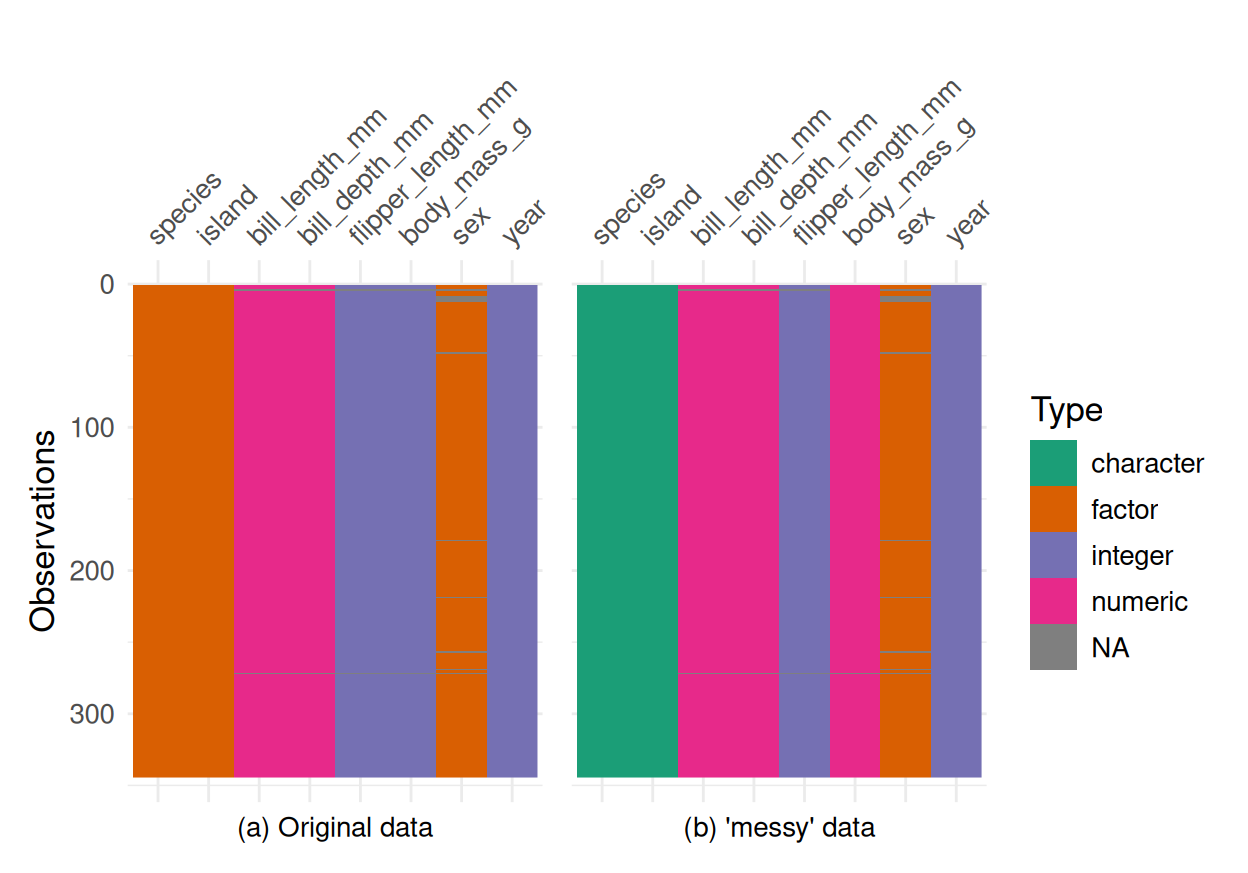 species
island
bill_length_mm
bill_depth_mm
flipper_length_mm
body_mass_g
sex
year
species
island
bill_length_mm
bill_depth_mm
flipper_length_mm
body_mass_g
sex
year
0
100
200
300
Observations
(a) Original data
(b) 'messy' data
Type
character
factor
integer
numeric
NA